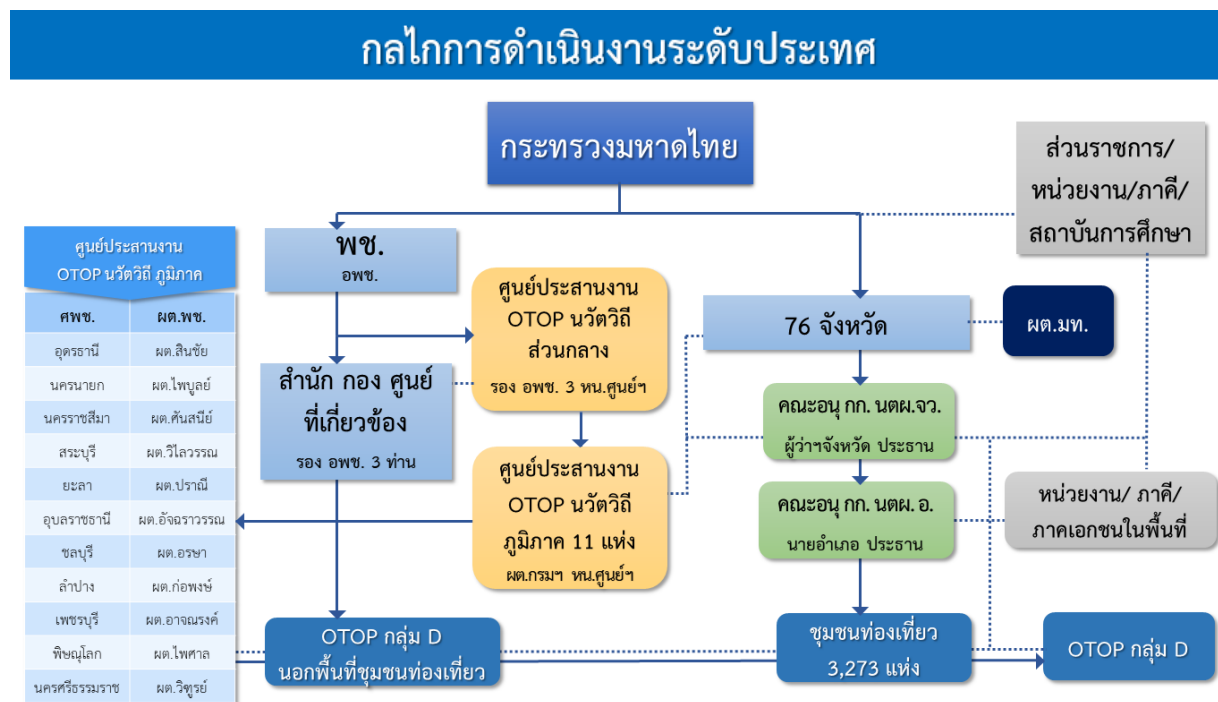 กลไกการดำเนินงานระดับประเทศ
กระทรวงมหาดไทย
ส่วนราชการ/
หน่วยงาน/ภาคี/
สถาบันการศึกษา
พช.
อพช.
ศูนย์ประสานงาน
OTOP นวัตวิถี
ส่วนกลาง
รอง อพช. 3 หน.ศูนย์ฯ
76 จังหวัด
ผต.มท.
สำนัก กอง ศูนย์
ที่เกี่ยวข้อง
รอง อพช. 3 ท่าน
คณะอนุ กก. นตผ.จว.
ผู้ว่าฯจังหวัด ประธาน
ศูนย์ประสานงาน
OTOP นวัตวิถี
ภูมิภาค 11 แห่ง
ผต.กรมฯ หน.ศูนย์ฯ
คณะอนุ กก. นตผ. อ.
นายอำเภอ ประธาน
หน่วยงาน/ ภาคี/
ภาคเอกชนในพื้นที่
ศูนย์ประสานงาน
OTOP นวัตวิถี ภูมิภาค
ศพช. ผต.พช.
อุดรธานี ผต.สินชัย
นครนายก ผต.ไพบูลย์
นครราชสีมา ผต.ศันสนีย์
สระบุรี ผต.วิไลวรรณ
ยะลา ผต.ปราณี
อุบลราชธานี ผต.อัจฉราวรรณ
ชลบุรี ผต.อรษา
ลำปาง ผต.ก่อพงษ์
เพชรบุรี ผต.อาจณรงค์
พิษณุโลก ผต.ไพศาล
นครศรีธรรมราช ผต.วิฑูรย์
OTOP กลุ่ม D
นอกพื้นที่ชุมชนท่องเที่ยว
ชุมชนท่องเที่ยว
3,273 แห่ง
OTOP กลุ่ม D